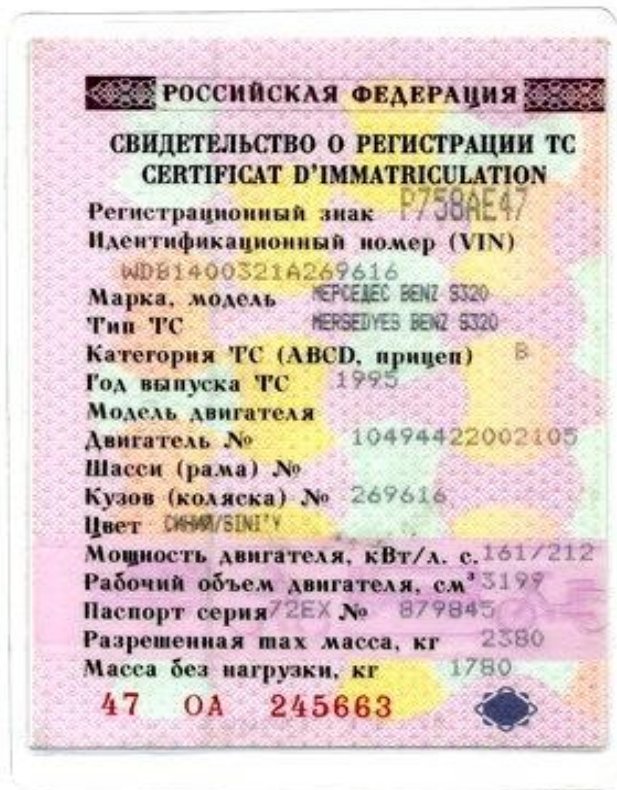 РОССИЙСКАЯ ФЕДЕРАЦИЯ
СВИДЕТЕЛЬСТВО О РЕГИСТРАЦИИ ТС
CERTIFICAT D'IMMATRICULATION
Регистрационный знак Р758АЕ47
Идентификационный номер (VIN)
WDB1400321A269616
Марка, модель МЕРСЕДЕС BENZ S320
Тип ТС MERSEDYES BENZ S320
Категория ТС (ABCD, прицеп) B
Год выпуска ТС 1995
Модель двигателя
Двигатель № 10494422002105
Шасси (рама) №
Кузов (коляска) № 269616
Цвет СИНИЙ/SINI'Y
Мощность двигателя, кВт/л. с. 161/212
Рабочий объем двигателя, см³ 3199
Паспорт серия 72ЕХ № 879845
Разрешенная max масса, кг 2380
Масса без нагрузки, кг 1780
47 ОА 245663